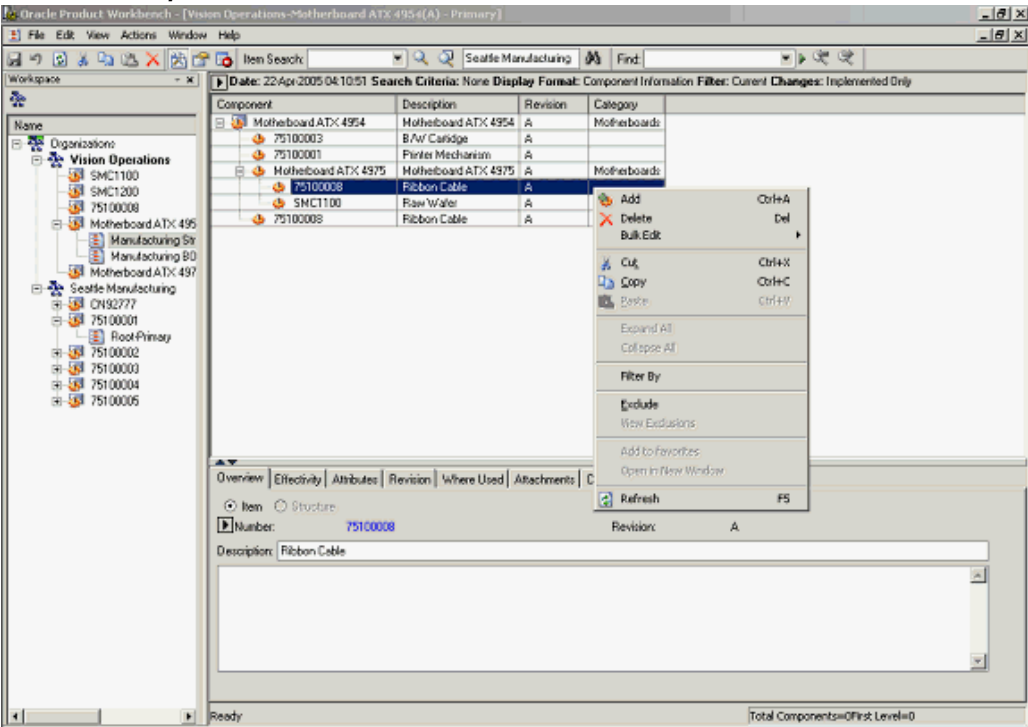 Oracle Product Workbench - [Vision Operations-Motherboard ATX 4954(A) - Primary]
File Edit View Actions Window Help
Item Search: Seattle Manufacturing Find:
Workspace
Date: 22-Apr-2005 04:10:51 Search Criteria: None Display Format: Component Information Filter: Current Changes: Implemented Only
Name
Organizations
Vision Operations
SMC1100
SMC1200
75100008
Motherboard ATX 495
Manufacturing Str
Manufacturing BO
Motherboard ATX 497
Seattle Manufacturing
CN92777
75100001
Root-Primary
75100002
75100003
75100004
75100005
Component Description Revision Category
Motherboard ATX 4954 Motherboard ATX 4954 A Motherboards
75100003 B/W Cartidge A
75100001 Printer Mechanism A
Motherboard ATX 4975 Motherboard ATX 4975 A Motherboards
75100008 Ribbon Cable A
SMC1100 Raw Wafer A
75100008 Ribbon Cable A
Add Ctrl+A
Delete Del
Bulk Edit
Cut Ctrl+X
Copy Ctrl+C
Paste Ctrl+V
Expand All
Collapse All
Filter By
Exclude
View Exclusions
Add to favorites
Open in New Window
Refresh F5
Overview Effectivity Attributes Revision Where Used Attachments
Item Structure
Number: 75100008 Revision: A
Description: Ribbon Cable
Ready Total Components=0First Level=0